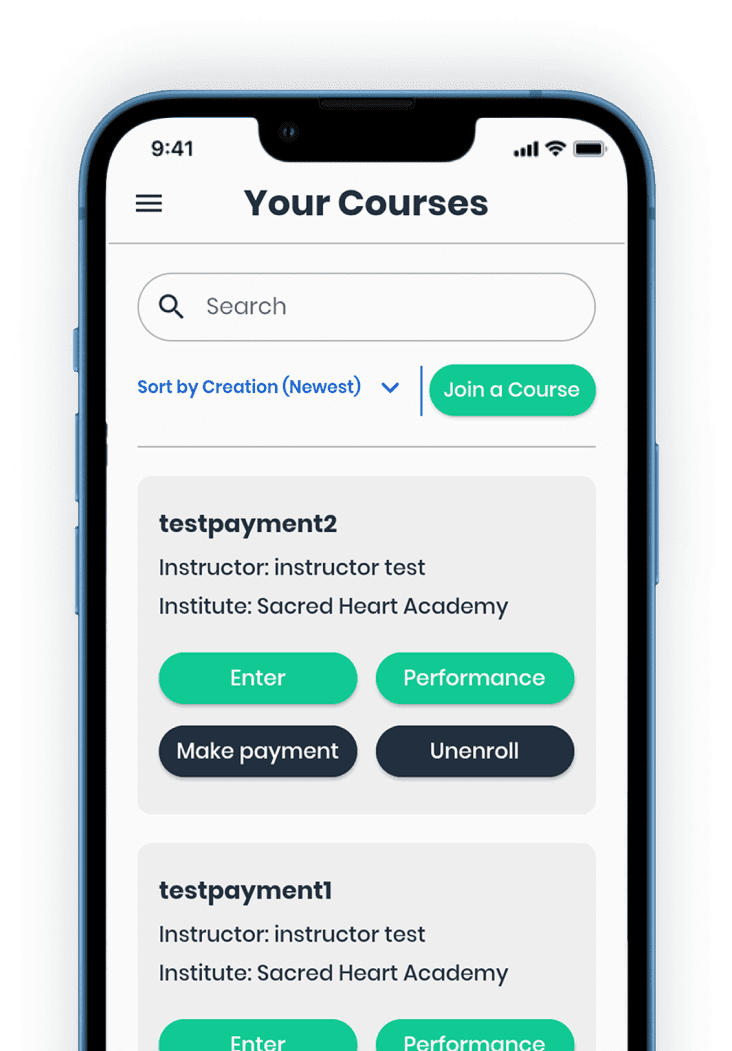 9:41
Your Courses
Search
Sort by Creation (Newest)
Join a Course
testpayment2
Instructor: instructor test
Institute: Sacred Heart Academy
Enter Performance
Make payment Unenroll
testpayment1
Instructor: instructor test
Institute: Sacred Heart Academy
Enter Performance